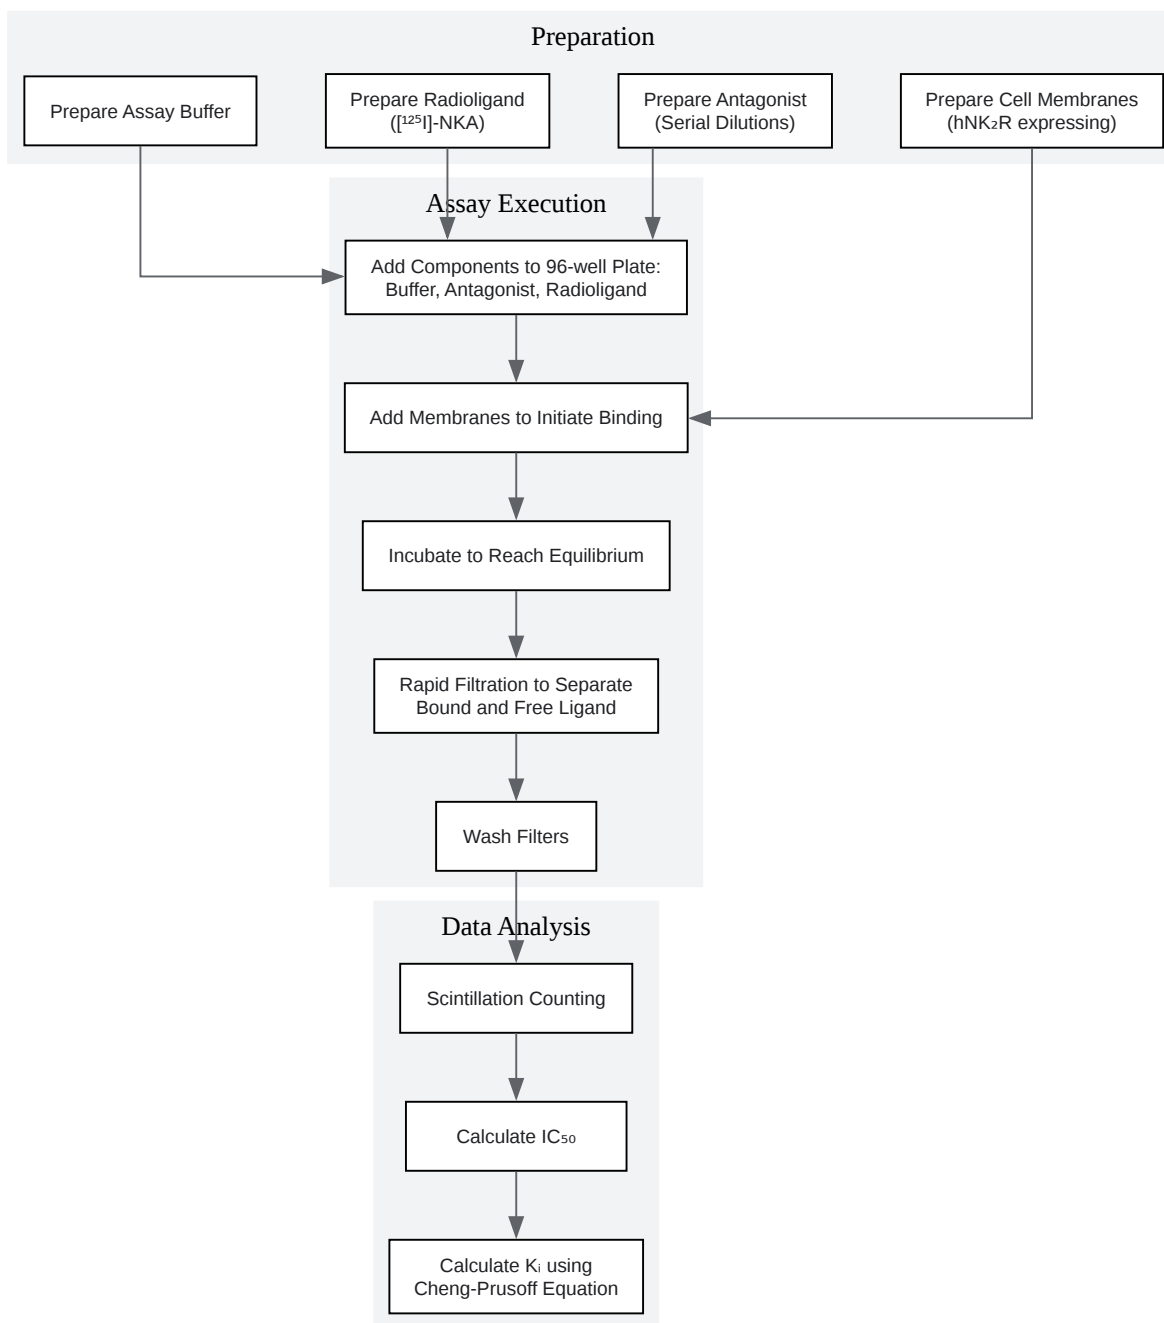 Preparation
Prepare Assay Buffer
Prepare Radioligand
([¹²⁵I]-NKA)
Prepare Antagonist
(Serial Dilutions)
Prepare Cell Membranes
(hNK₂R expressing)
Assay Execution
Add Components to 96-well Plate:
Buffer, Antagonist, Radioligand
Add Membranes to Initiate Binding
Incubate to Reach Equilibrium
Rapid Filtration to Separate
Bound and Free Ligand
Wash Filters
Data Analysis
Scintillation Counting
Calculate IC₅₀
Calculate Kᵢ using
Cheng-Prusoff Equation